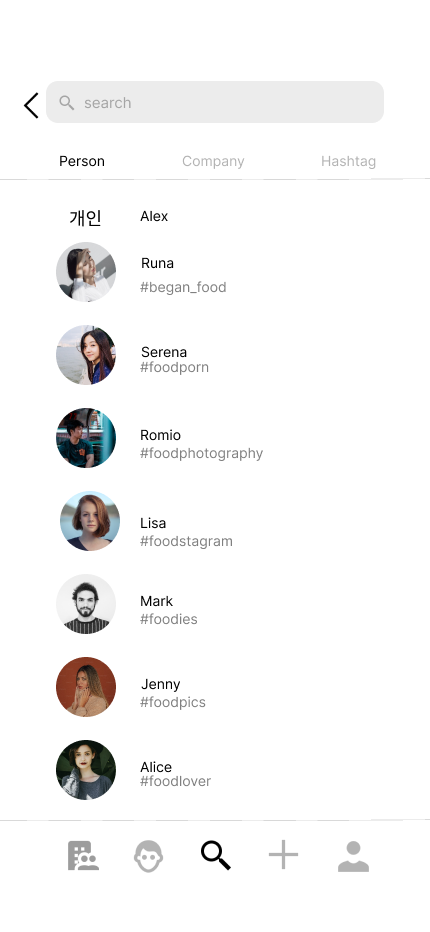 search
Person
Company
Hashtag
개인
Alex
Runa
#began_food
Serena
#foodporn
Romio
#foodphotography
Lisa
#foodstagram
Mark
#foodies
Jenny
#foodpics
Alice
#foodlover